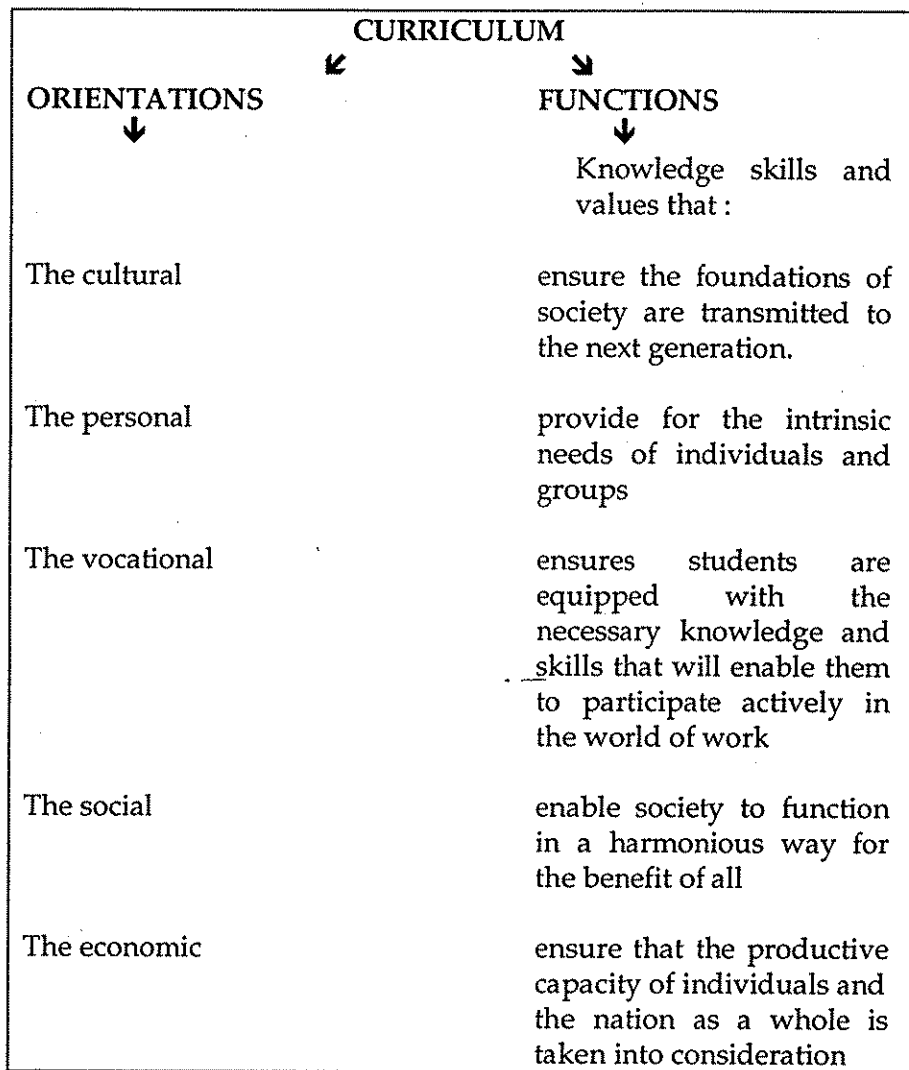 CURRICULUM
ORIENTATIONS FUNCTIONS
Knowledge skills and
values that :
The cultural ensure the foundations of
society are transmitted to
the next generation.
The personal provide for the intrinsic
needs of individuals and
groups
The vocational ensures students are
equipped with the
necessary knowledge and
skills that will enable them
to participate actively in
the world of work
The social enable society to function
in a harmonious way for
the benefit of all
The economic ensure that the productive
capacity of individuals and
the nation as a whole is
taken into consideration